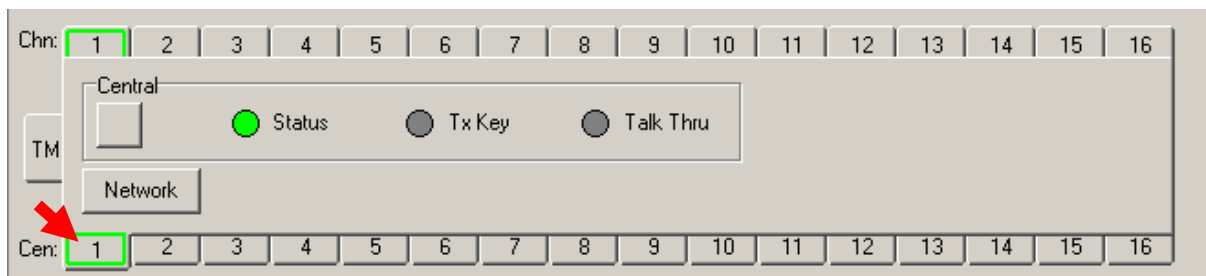 Chn: 1 2 3 4 5 6 7 8 9 10 11 12 13 14 15 16
Central
Status Tx Key Talk Thru
TM
Network
Cen: 1 2 3 4 5 6 7 8 9 10 11 12 13 14 15 16